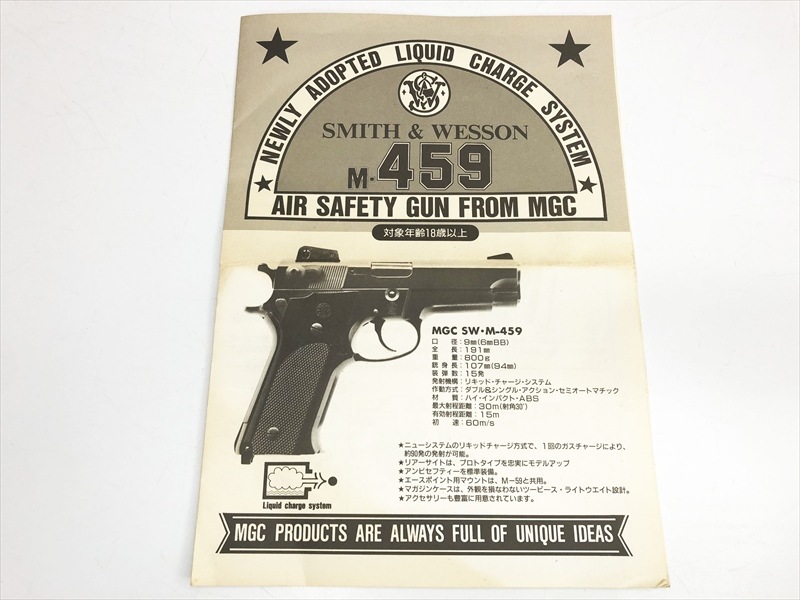 NEWLY ADOPTED LIQUID CHARGE SYSTEM
SMITH & WESSON
M·459
AIR SAFETY GUN FROM MGC
対象年齢18歳以上
MGC SW·M-459
口 径:9㎜(6㎜BB)
全 長:191㎜
重 量:800g
銃 身 長:107㎜(94㎜)
装 弾 数:15発
発射機構:リキッド・チャージ・システム
作動方式:ダブル&シングル・アクション・セミオートマチック
材 質:ハイ・インパクト・ABS
最大射程距離:30m(射角30°)
有効射程距離:15m
初 速:60m/s
★ニューシステムのリキッドチャージ方式で、1回のガスチャージにより、
約90発の発射が可能。
★リアーサイトは、プロトタイプを忠実にモデルアップ
★アンビセフティーを標準装備。
★エースポイント用マウントは、M-59と共用。
★マガジンケースは、外観を損なわないツーピース・ライトウエイト設計。
★アクセサリーも豊富に用意されています。
Liquid charge system
MGC PRODUCTS ARE ALWAYS FULL OF UNIQUE IDEAS